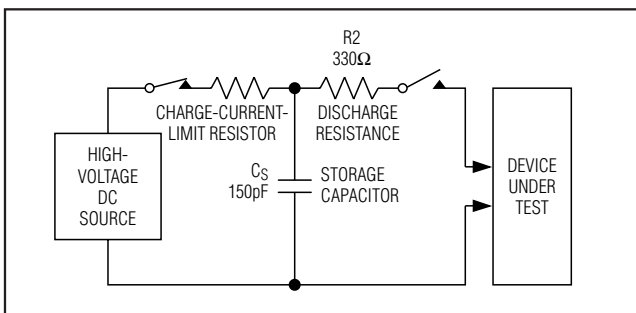 R2
330Ω
CHARGE-CURRENT-
LIMIT RESISTOR
DISCHARGE
RESISTANCE
HIGH-
VOLTAGE
DC
SOURCE
CS
150pF
STORAGE
CAPACITOR
DEVICE
UNDER
TEST